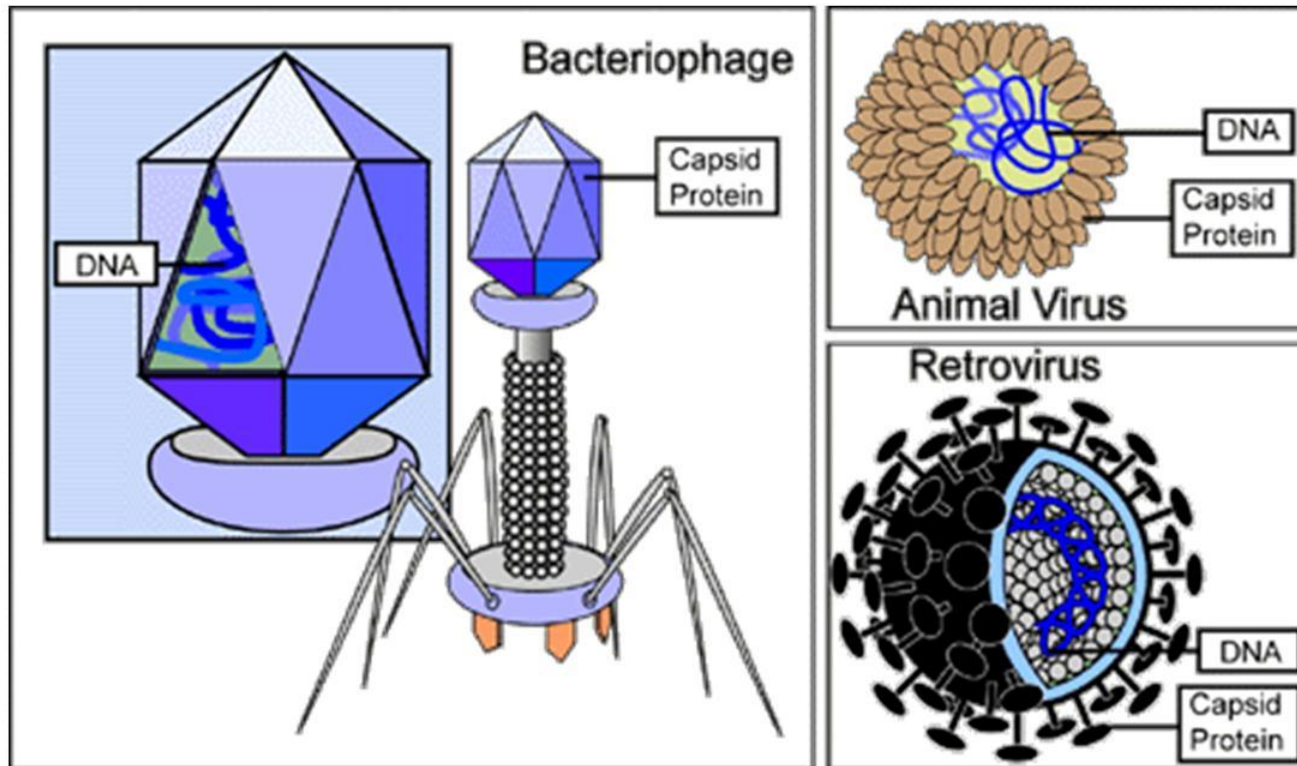 Bacteriophage
Capsid
Protein
DNA
DNA
Capsid
Protein
Animal Virus
Retrovirus
DNA
Capsid
Protein